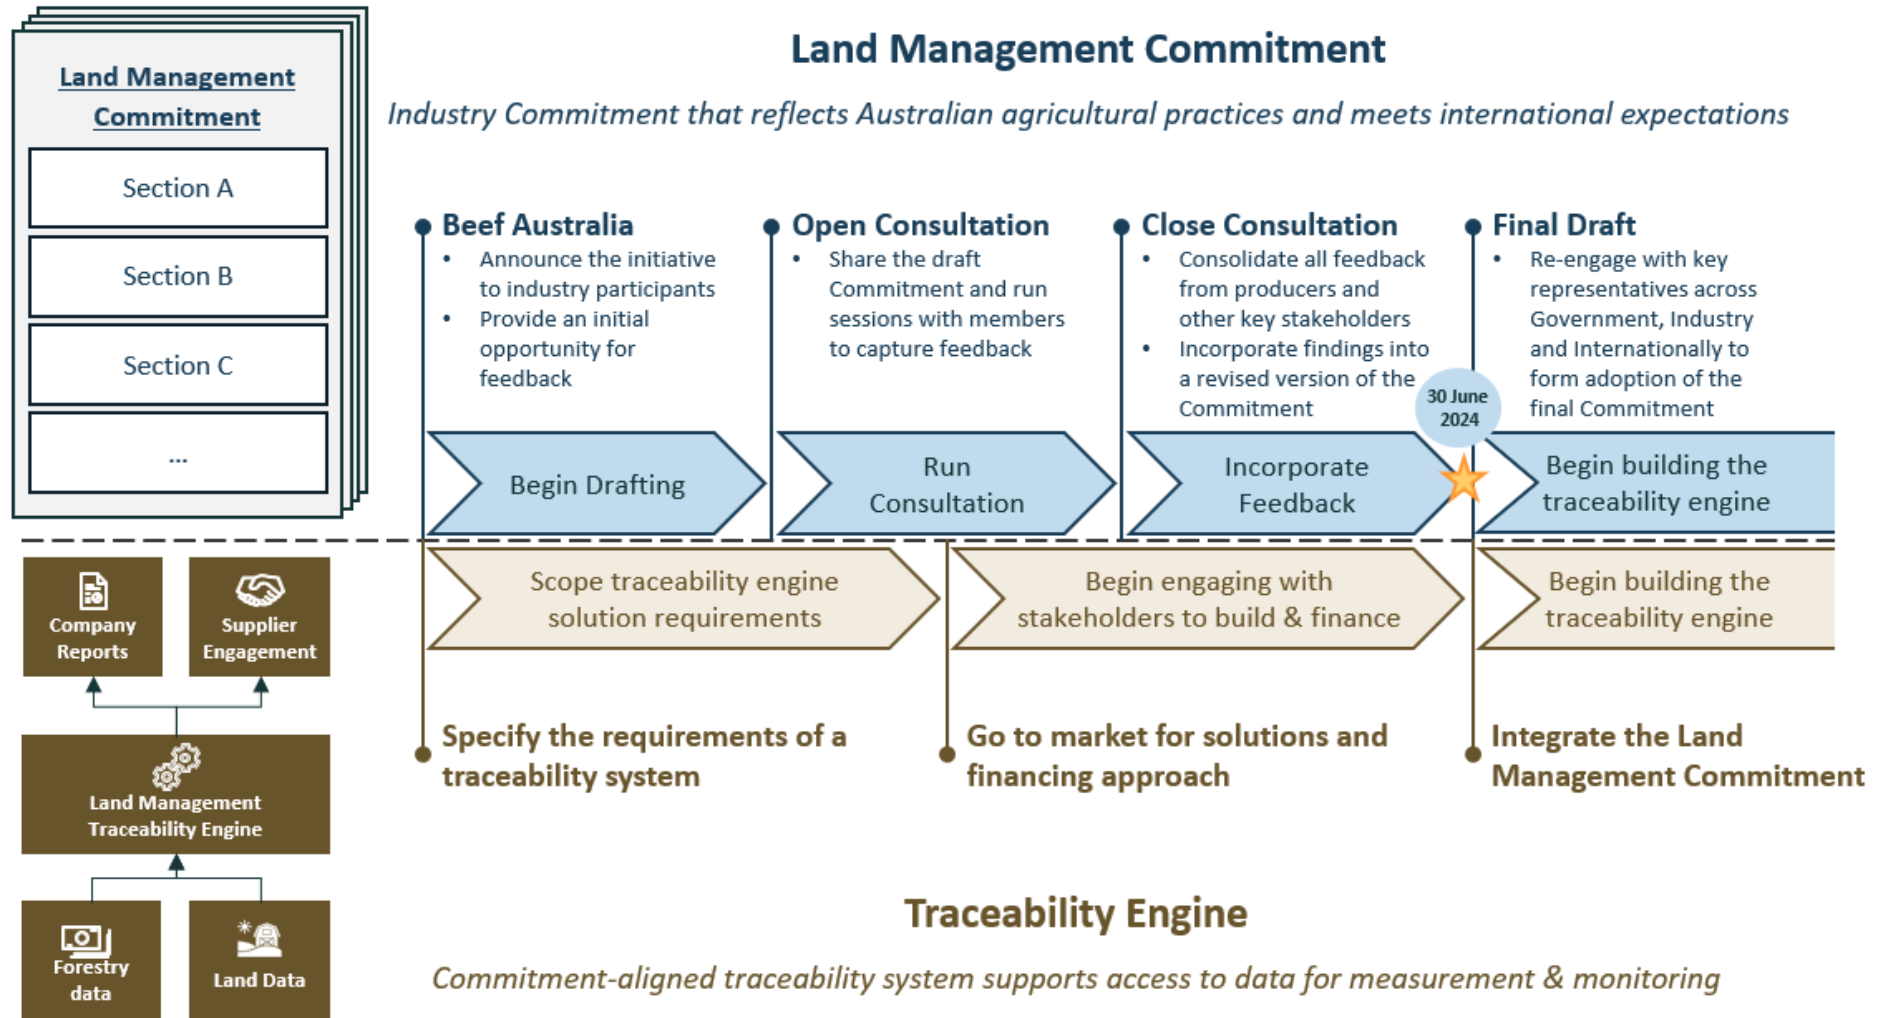 Land Management Commitment
Industry Commitment that reflects Australian agricultural practices and meets international expectations
Land Management
Commitment
Section A
Section B
Section C
...
Beef Australia
• Announce the initiative
to industry participants
• Provide an initial
opportunity for
feedback
Open Consultation
• Share the draft
Commitment and run
sessions with members
to capture feedback
Close Consultation
• Consolidate all feedback
from producers and
other key stakeholders
• Incorporate findings into
a revised version of the
Commitment
Final Draft
• Re-engage with key
representatives across
Government, Industry
and Internationally to
form adoption of the
final Commitment
30 June
2024
Begin Drafting
Run
Consultation
Incorporate
Feedback
Begin building the
traceability engine
Scope traceability engine
solution requirements
Begin engaging with
stakeholders to build & finance
Begin building the
traceability engine
Specify the requirements of a
traceability system
Go to market for solutions and
financing approach
Integrate the Land
Management Commitment
Company
Reports
Supplier
Engagement
Land Management
Traceability Engine
Forestry
data
Land Data
Traceability Engine
Commitment-aligned traceability system supports access to data for measurement & monitoring